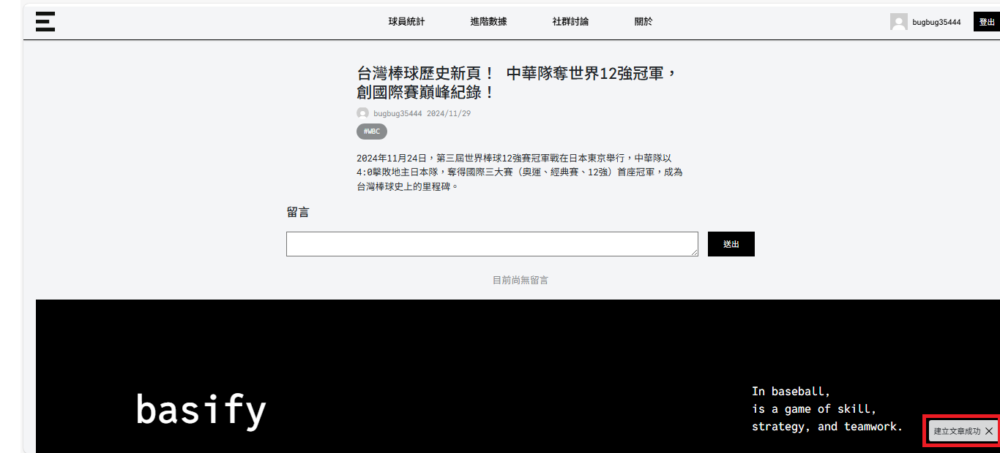 球員統計 進階數據 社群討論 關於 bugbug35444 登出
台灣棒球歷史新頁! 中華隊奪世界12強冠軍，
創國際賽巔峰紀錄！
bugbug35444 2024/11/29
#WBC
2024年11月24日，第三屆世界棒球12強賽冠軍戰在日本東京舉行，中華隊以
4:0擊敗地主日本隊，奪得國際三大賽（奧運、經典賽、12強）首座冠軍，成為
台灣棒球史上的里程碑。
留言
送出
目前尚無留言
basify
In baseball,
is a game of skill,
strategy, and teamwork.
建立文章成功